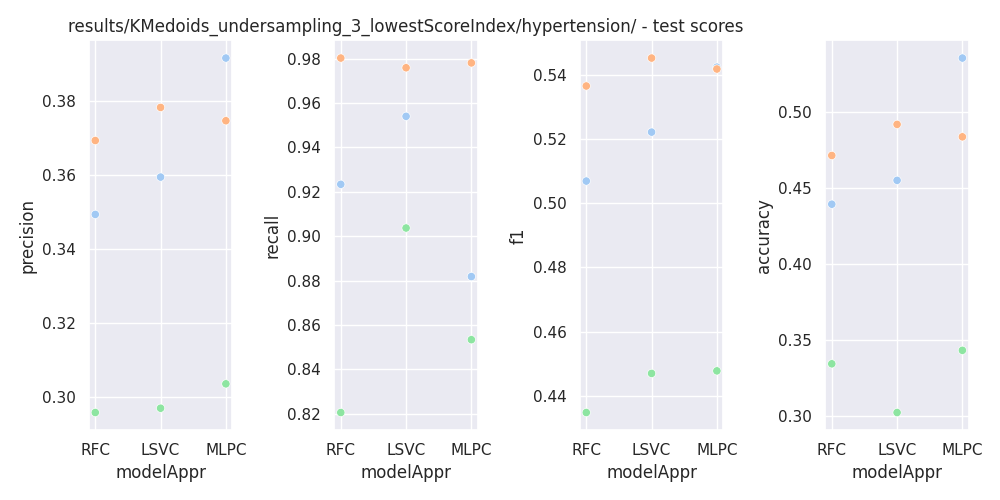 results/KMedoids_undersampling_3_lowestScoreIndex/hypertension/ - test scores
precision
0.38
0.36
0.34
0.32
0.30
RFC LSVC MLPC
modelAppr
recall
0.98
0.96
0.94
0.92
0.90
0.88
0.86
0.84
0.82
RFC LSVC MLPC
modelAppr
f1
0.54
0.52
0.50
0.48
0.46
0.44
RFC LSVC MLPC
modelAppr
accuracy
0.50
0.45
0.40
0.35
0.30
RFC LSVC MLPC
modelAppr